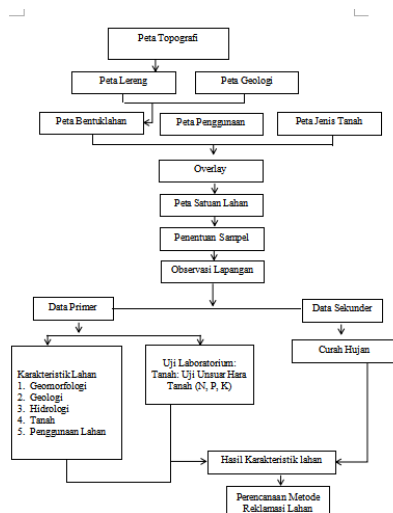 Peta Topografi
Peta Lereng
Peta Geologi
Peta Bentuklahan
Peta Penggunaan
Peta Jenis Tanah
Overlay
Peta Satuan Lahan
Penentuan Sampel
Observasi Lapangan
Data Primer
Data Sekunder
Karakteristik Lahan
1. Geomorfologi
2. Geologi
3. Hidrologi
4. Tanah
5. Penggunaan Lahan
Uji Laboratorium:
Tanah: Uji Unsur Hara
Tanah (N, P, K)
Curah Hujan
Hasil Karakteristik lahan
Perencanaan Metode
Reklamasi Lahan